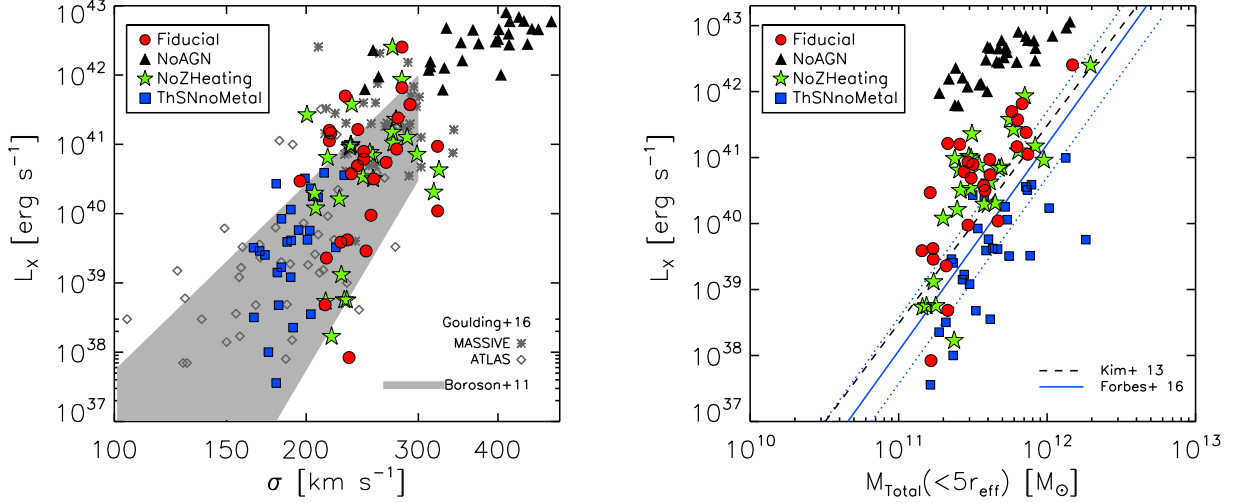 10^43
10^42
10^41
10^40
10^39
10^38
10^37
L_X [erg s^-1]
Fiducial
NoAGN
NoZHeating
ThSNnoMetal
Goulding+16
MASSIVE
ATLAS
Boroson+11
100
200
300
400
σ [km s^-1]
10^43
10^42
10^41
10^40
10^39
10^38
10^37
L_X [erg s^-1]
Fiducial
NoAGN
NoZHeating
ThSNnoMetal
Kim+ 13
Forbes+ 16
10^10
10^11
10^12
10^13
M_Total(<5r_eff) [M_⊙]